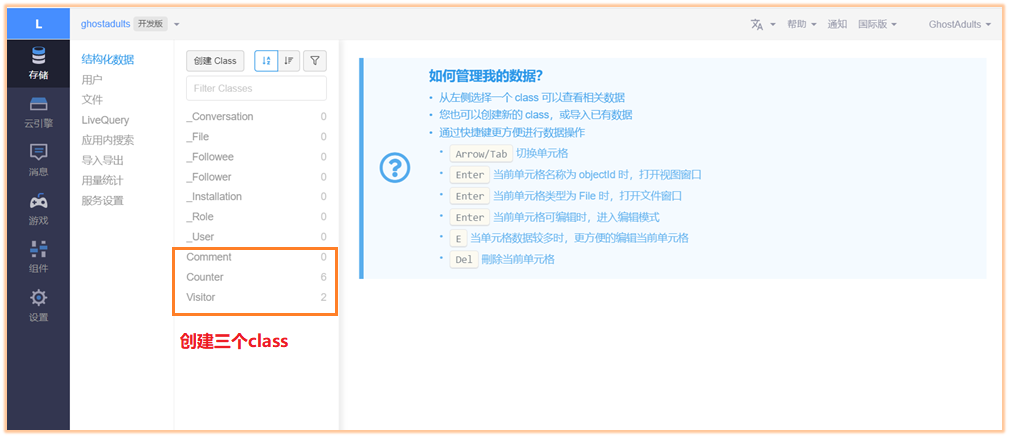 L
ghostadults 开发版
帮助
通知
国际版
GhostAdults
存储
云引擎
消息
游戏
组件
设置
结构化数据
用户
文件
LiveQuery
应用内搜索
导入导出
用量统计
服务设置
创建 Class
Filter Classes
_Conversation 0
_File 0
_Followee 0
_Follower 0
_Installation 0
_Role 0
_User 0
Comment 0
Counter 6
Visitor 2
创建三个class
如何管理我的数据?
从左侧选择一个 class 可以查看相关数据
您也可以创建新的 class，或导入已有数据
通过快捷键更方便进行数据操作
Arrow/Tab 切换单元格
Enter 当前单元格名称为 objectId 时，打开视图窗口
Enter 当前单元格类型为 File 时，打开文件窗口
Enter 当前单元格可编辑时，进入编辑模式
E 当单元格数据较多时，更方便的编辑当前单元格
Del 刪除当前单元格